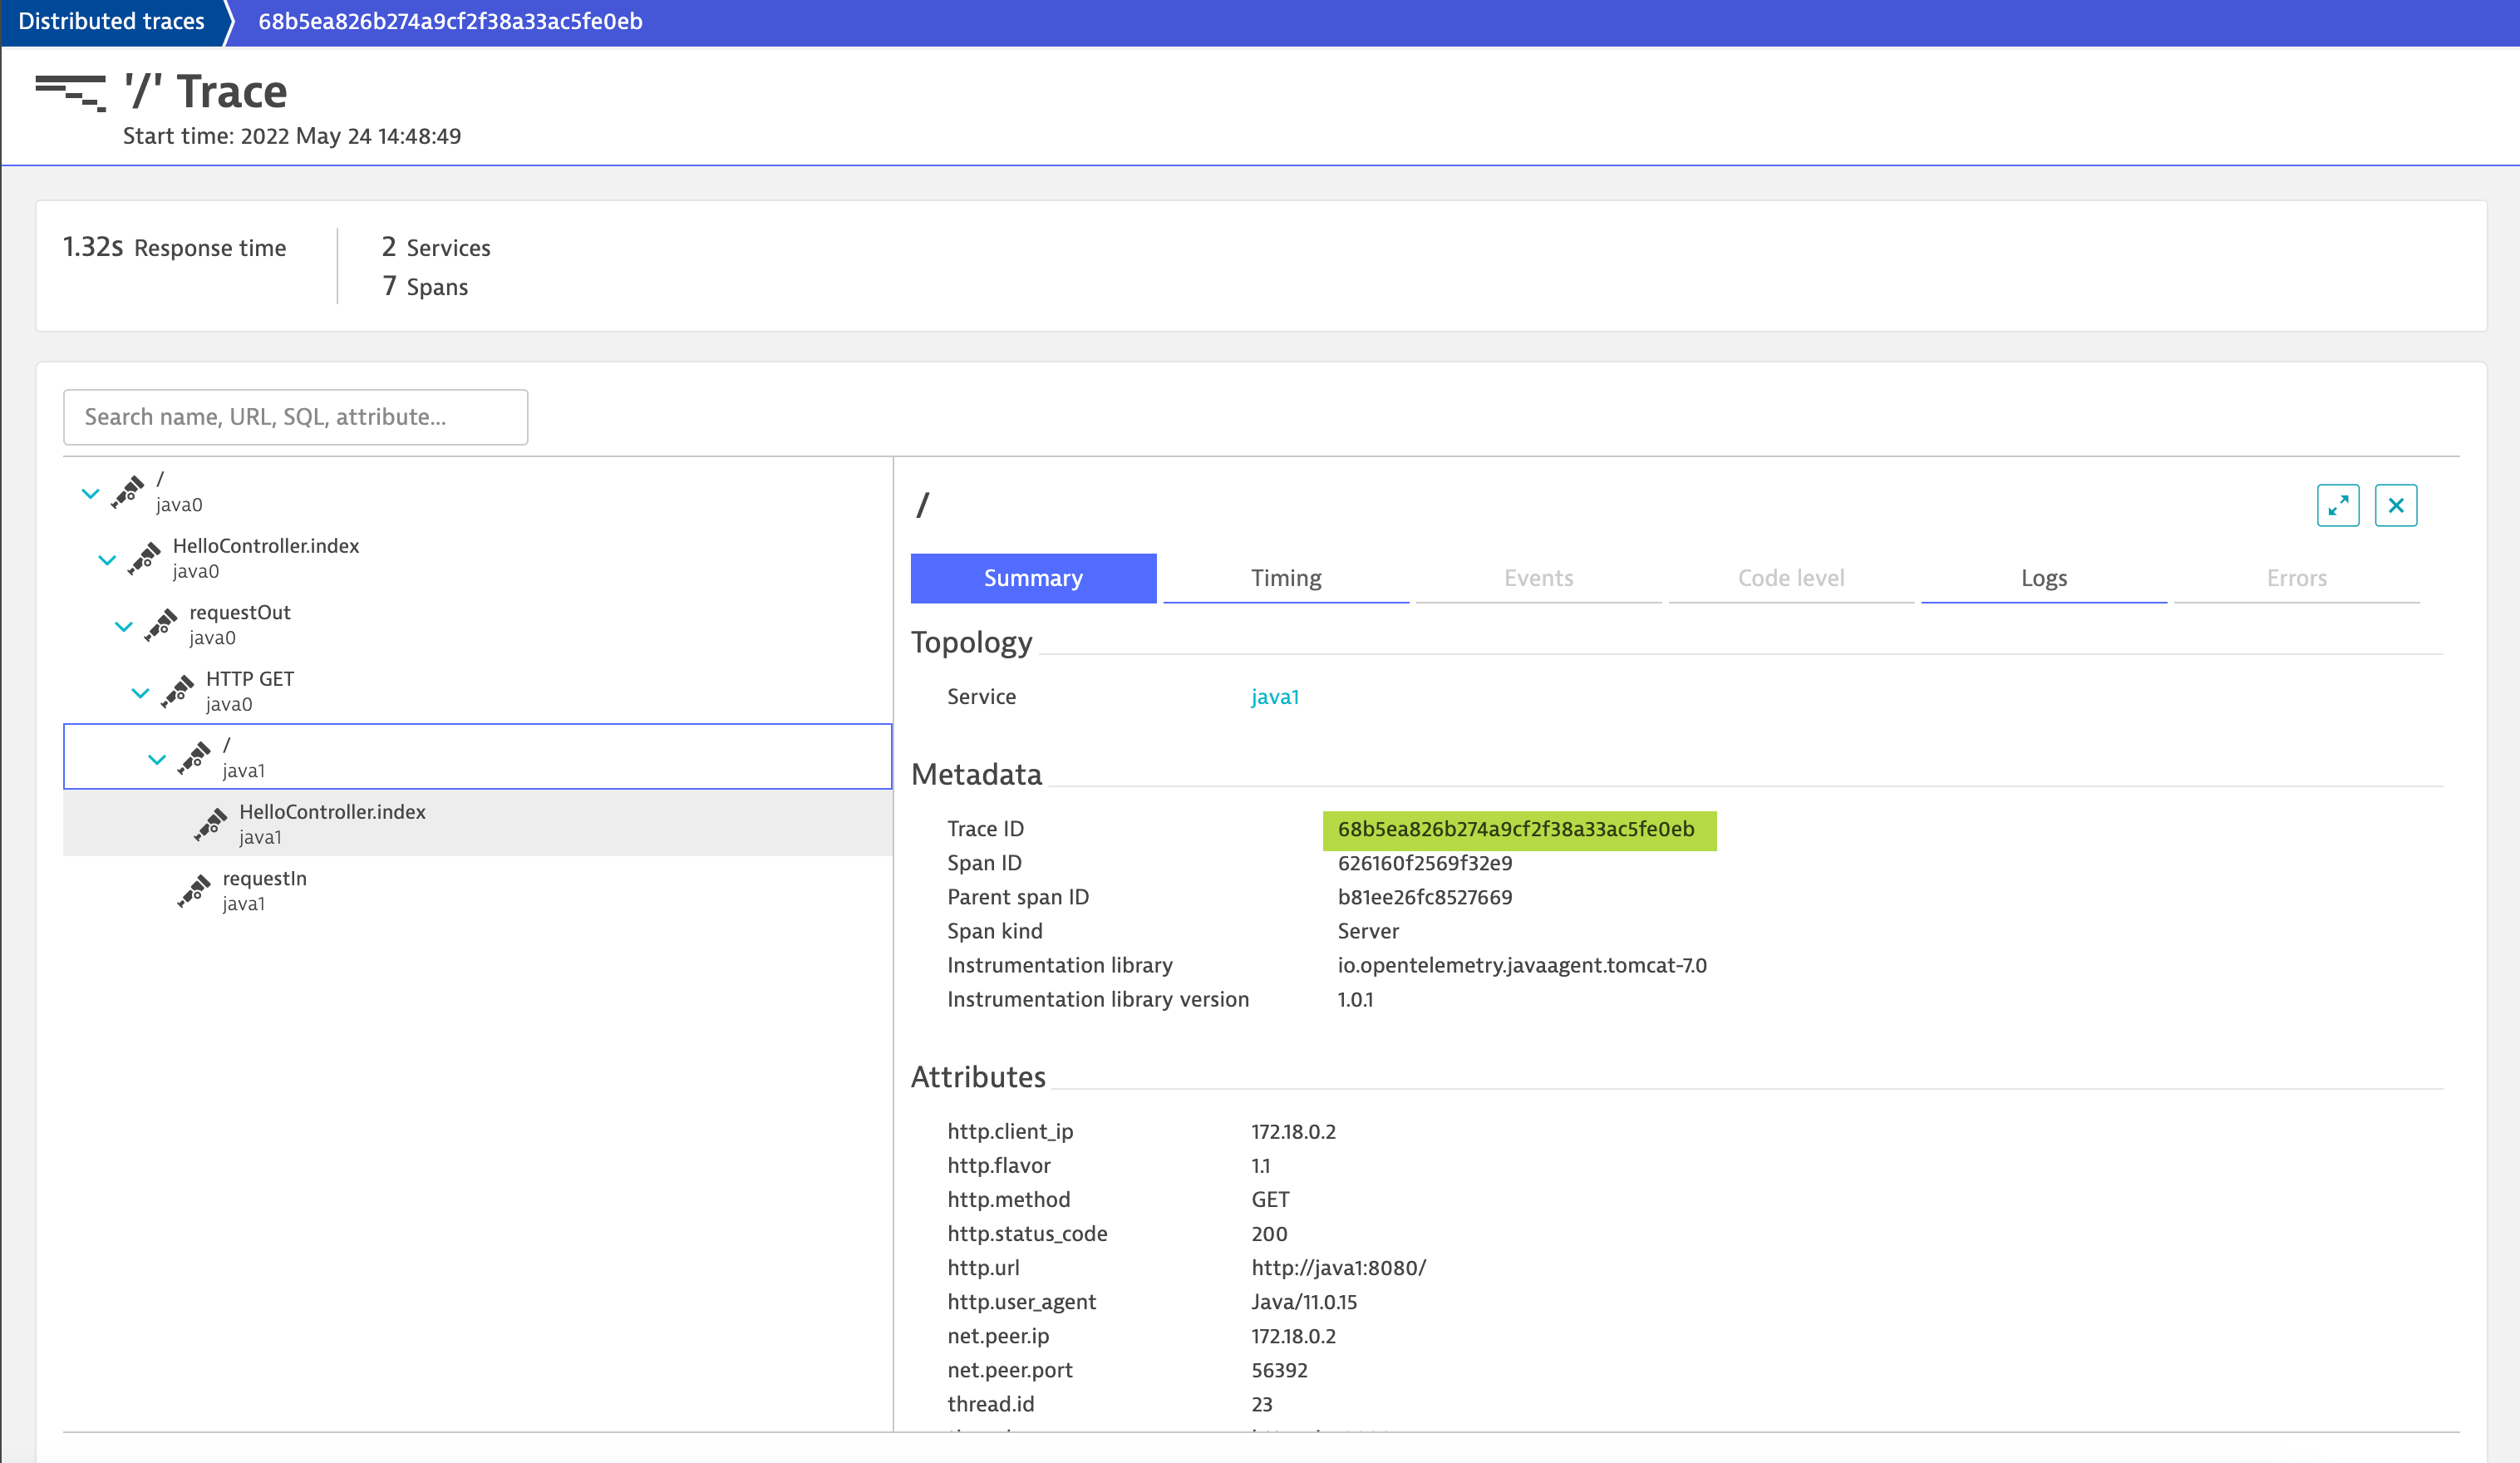 Distributed traces 68b5ea826b274a9cf2f38a33ac5fe0eb
'/' Trace
Start time: 2022 May 24 14:48:49
1.32s Response time
2 Services
7 Spans
Search name, URL, SQL, attribute...
/
java0
HelloController.index
java0
requestOut
java0
HTTP GET
java0
/
java1
HelloController.index
java1
requestIn
java1
/
Summary Timing Events Code level Logs Errors
Topology
Service java1
Metadata
Trace ID 68b5ea826b274a9cf2f38a33ac5fe0eb
Span ID 626160f2569f32e9
Parent span ID b81ee26fc8527669
Span kind Server
Instrumentation library io.opentelemetry.javaagent.tomcat-7.0
Instrumentation library version 1.0.1
Attributes
http.client_ip 172.18.0.2
http.flavor 1.1
http.method GET
http.status_code 200
http.url http://java1:8080/
http.user_agent Java/11.0.15
net.peer.ip 172.18.0.2
net.peer.port 56392
thread.id 23